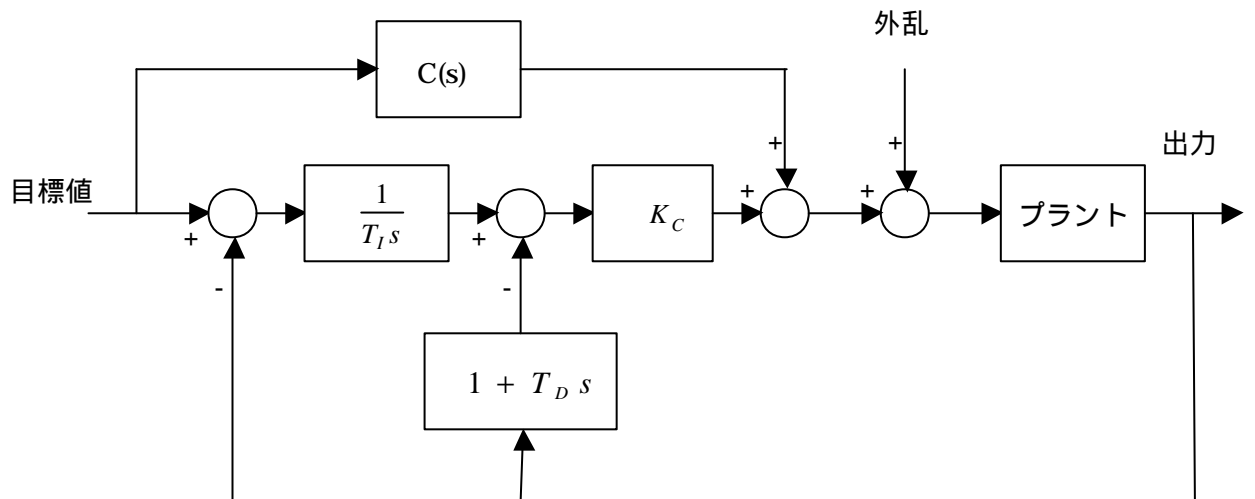 外乱
C(s)
+
+
出力
目標値
1
T_I s
+
K_C
+
+
プラント
+
-
-
1 + T_D s